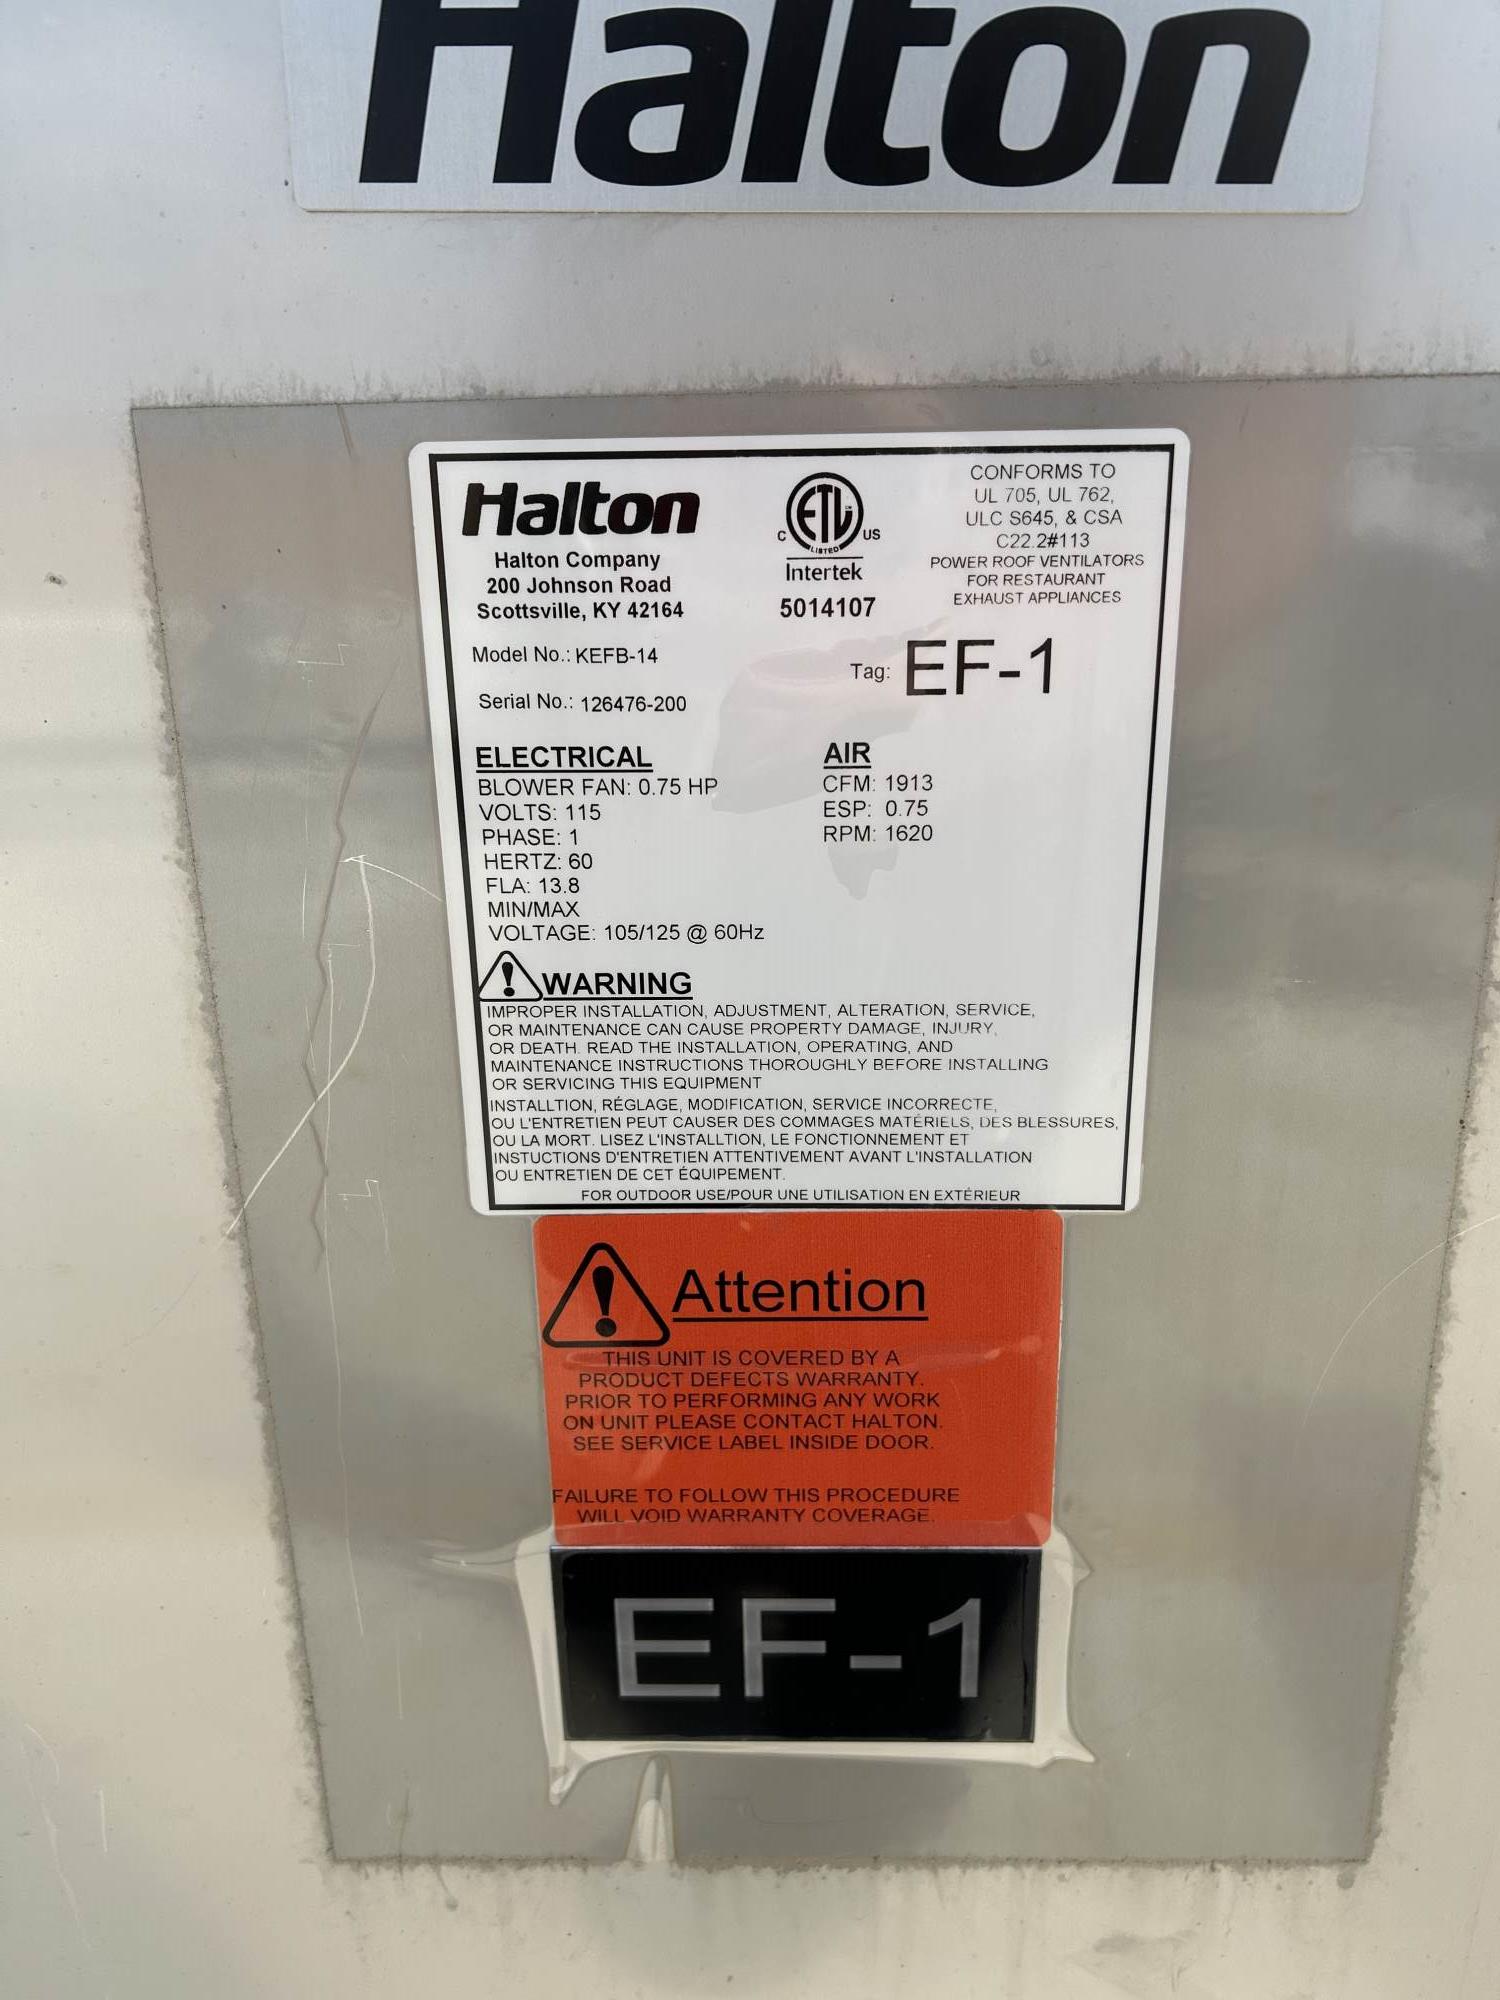 Halton
Halton
Halton Company
200 Johnson Road
Scottsville, KY 42164
C ETL US
LISTED
Intertek
5014107
CONFORMS TO
UL 705, UL 762,
ULC S645, & CSA
C22.2#113
POWER ROOF VENTILATORS
FOR RESTAURANT
EXHAUST APPLIANCES
Model No.: KEFB-14
Tag: EF-1
Serial No.: 126476-200
ELECTRICAL
BLOWER FAN: 0.75 HP
VOLTS: 115
PHASE: 1
HERTZ: 60
FLA: 13.8
MIN/MAX
VOLTAGE: 105/125 @ 60Hz
AIR
CFM: 1913
ESP: 0.75
RPM: 1620
WARNING
IMPROPER INSTALLATION, ADJUSTMENT, ALTERATION, SERVICE,
OR MAINTENANCE CAN CAUSE PROPERTY DAMAGE, INJURY,
OR DEATH. READ THE INSTALLATION, OPERATING, AND
MAINTENANCE INSTRUCTIONS THOROUGHLY BEFORE INSTALLING
OR SERVICING THIS EQUIPMENT
INSTALLTION, RÉGLAGE, MODIFICATION, SERVICE INCORRECTE,
OU L'ENTRETIEN PEUT CAUSER DES COMMAGES MATÉRIELS, DES BLESSURES,
OU LA MORT. LISEZ L'INSTALLTION, LE FONCTIONNEMENT ET
INSTUCTIONS D'ENTRETIEN ATTENTIVEMENT AVANT L'INSTALLATION
OU ENTRETIEN DE CET ÉQUIPEMENT.
FOR OUTDOOR USE/POUR UNE UTILISATION EN EXTÉRIEUR
Attention
THIS UNIT IS COVERED BY A
PRODUCT DEFECTS WARRANTY.
PRIOR TO PERFORMING ANY WORK
ON UNIT PLEASE CONTACT HALTON.
SEE SERVICE LABEL INSIDE DOOR.
FAILURE TO FOLLOW THIS PROCEDURE
WILL VOID WARRANTY COVERAGE.
EF-1